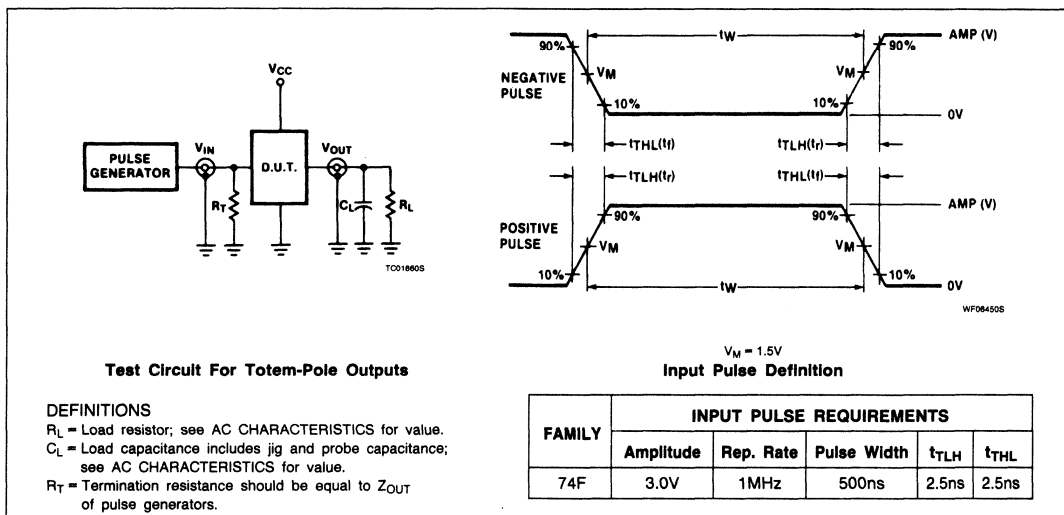 VCC
PULSE
GENERATOR
VIN
D.U.T.
VOUT
RT
CL
RL
TC01860S
Test Circuit For Totem-Pole Outputs
DEFINITIONS
RL = Load resistor; see AC CHARACTERISTICS for value.
CL = Load capacitance includes jig and probe capacitance;
see AC CHARACTERISTICS for value.
RT = Termination resistance should be equal to ZOUT
of pulse generators.
tW
AMP (V)
90%
90%
NEGATIVE
PULSE
VM
VM
10%
10%
0V
tTHL(tf)
tTLH(tr)
tTLH(tr)
tTHL(tf)
AMP (V)
90%
90%
POSITIVE
PULSE
VM
VM
10%
10%
tW
0V
WF06450S
VM = 1.5V
Input Pulse Definition
FAMILY
INPUT PULSE REQUIREMENTS
Amplitude Rep. Rate Pulse Width tTLH tTHL
74F 3.0V 1MHz 500ns 2.5ns 2.5ns